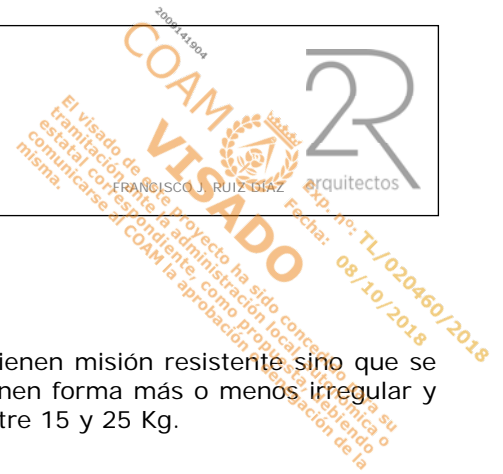 2009141904
COAM
VISADO
El visado de este proyecto ha sido concedido para su
tramitación ante la administración local, autonómica o
estatal correspondiente, como propuesta, debiendo
comunicarse al COAM la aprobación o denegación de la
misma.
Exp. nº: TL/020460/2018
Fecha: 08/10/2018
2R
arquitectos
FRANCISCO J. RUIZ DÍAZ
ienen misión resistente sino que se
nen forma más o menos irregular y
tre 15 y 25 Kg.